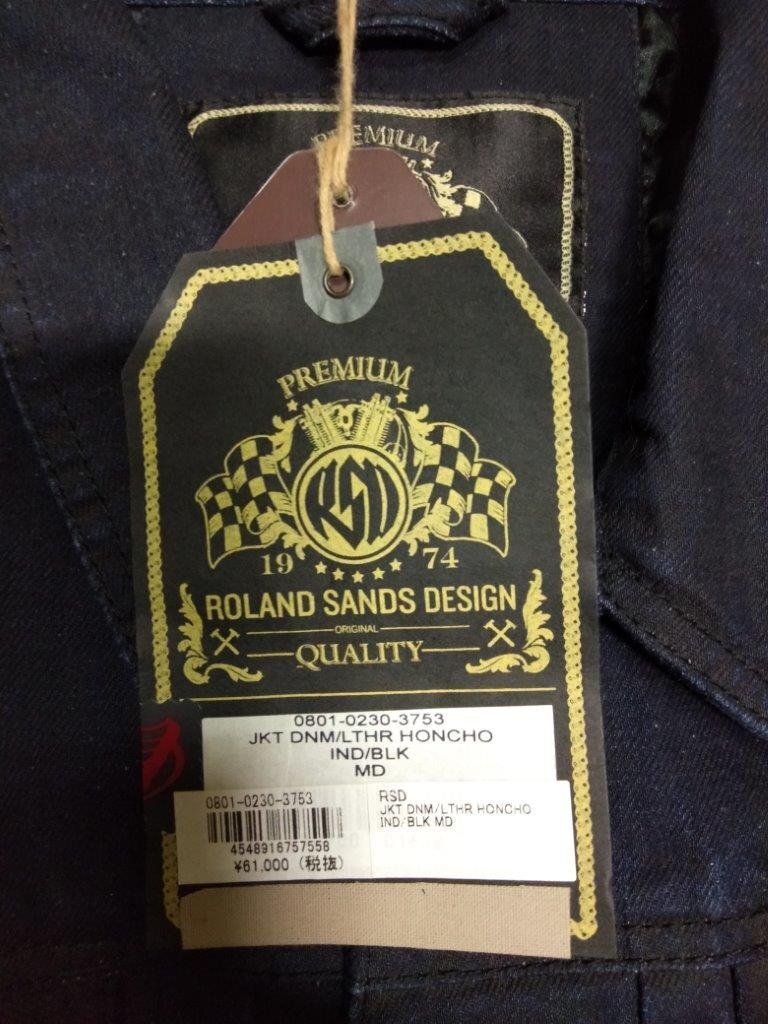 PREMIUM
PREMIUM
RSD
19 74
ROLAND SANDS DESIGN
ORIGINAL
QUALITY
0801-0230-3753
JKT DNM/LTHR HONCHO
IND/BLK
MD
0801-0230-3753
4548916757558
¥61,000 (税抜)
RSD
JKT DNM/LTHR HONCHO
IND/BLK MD